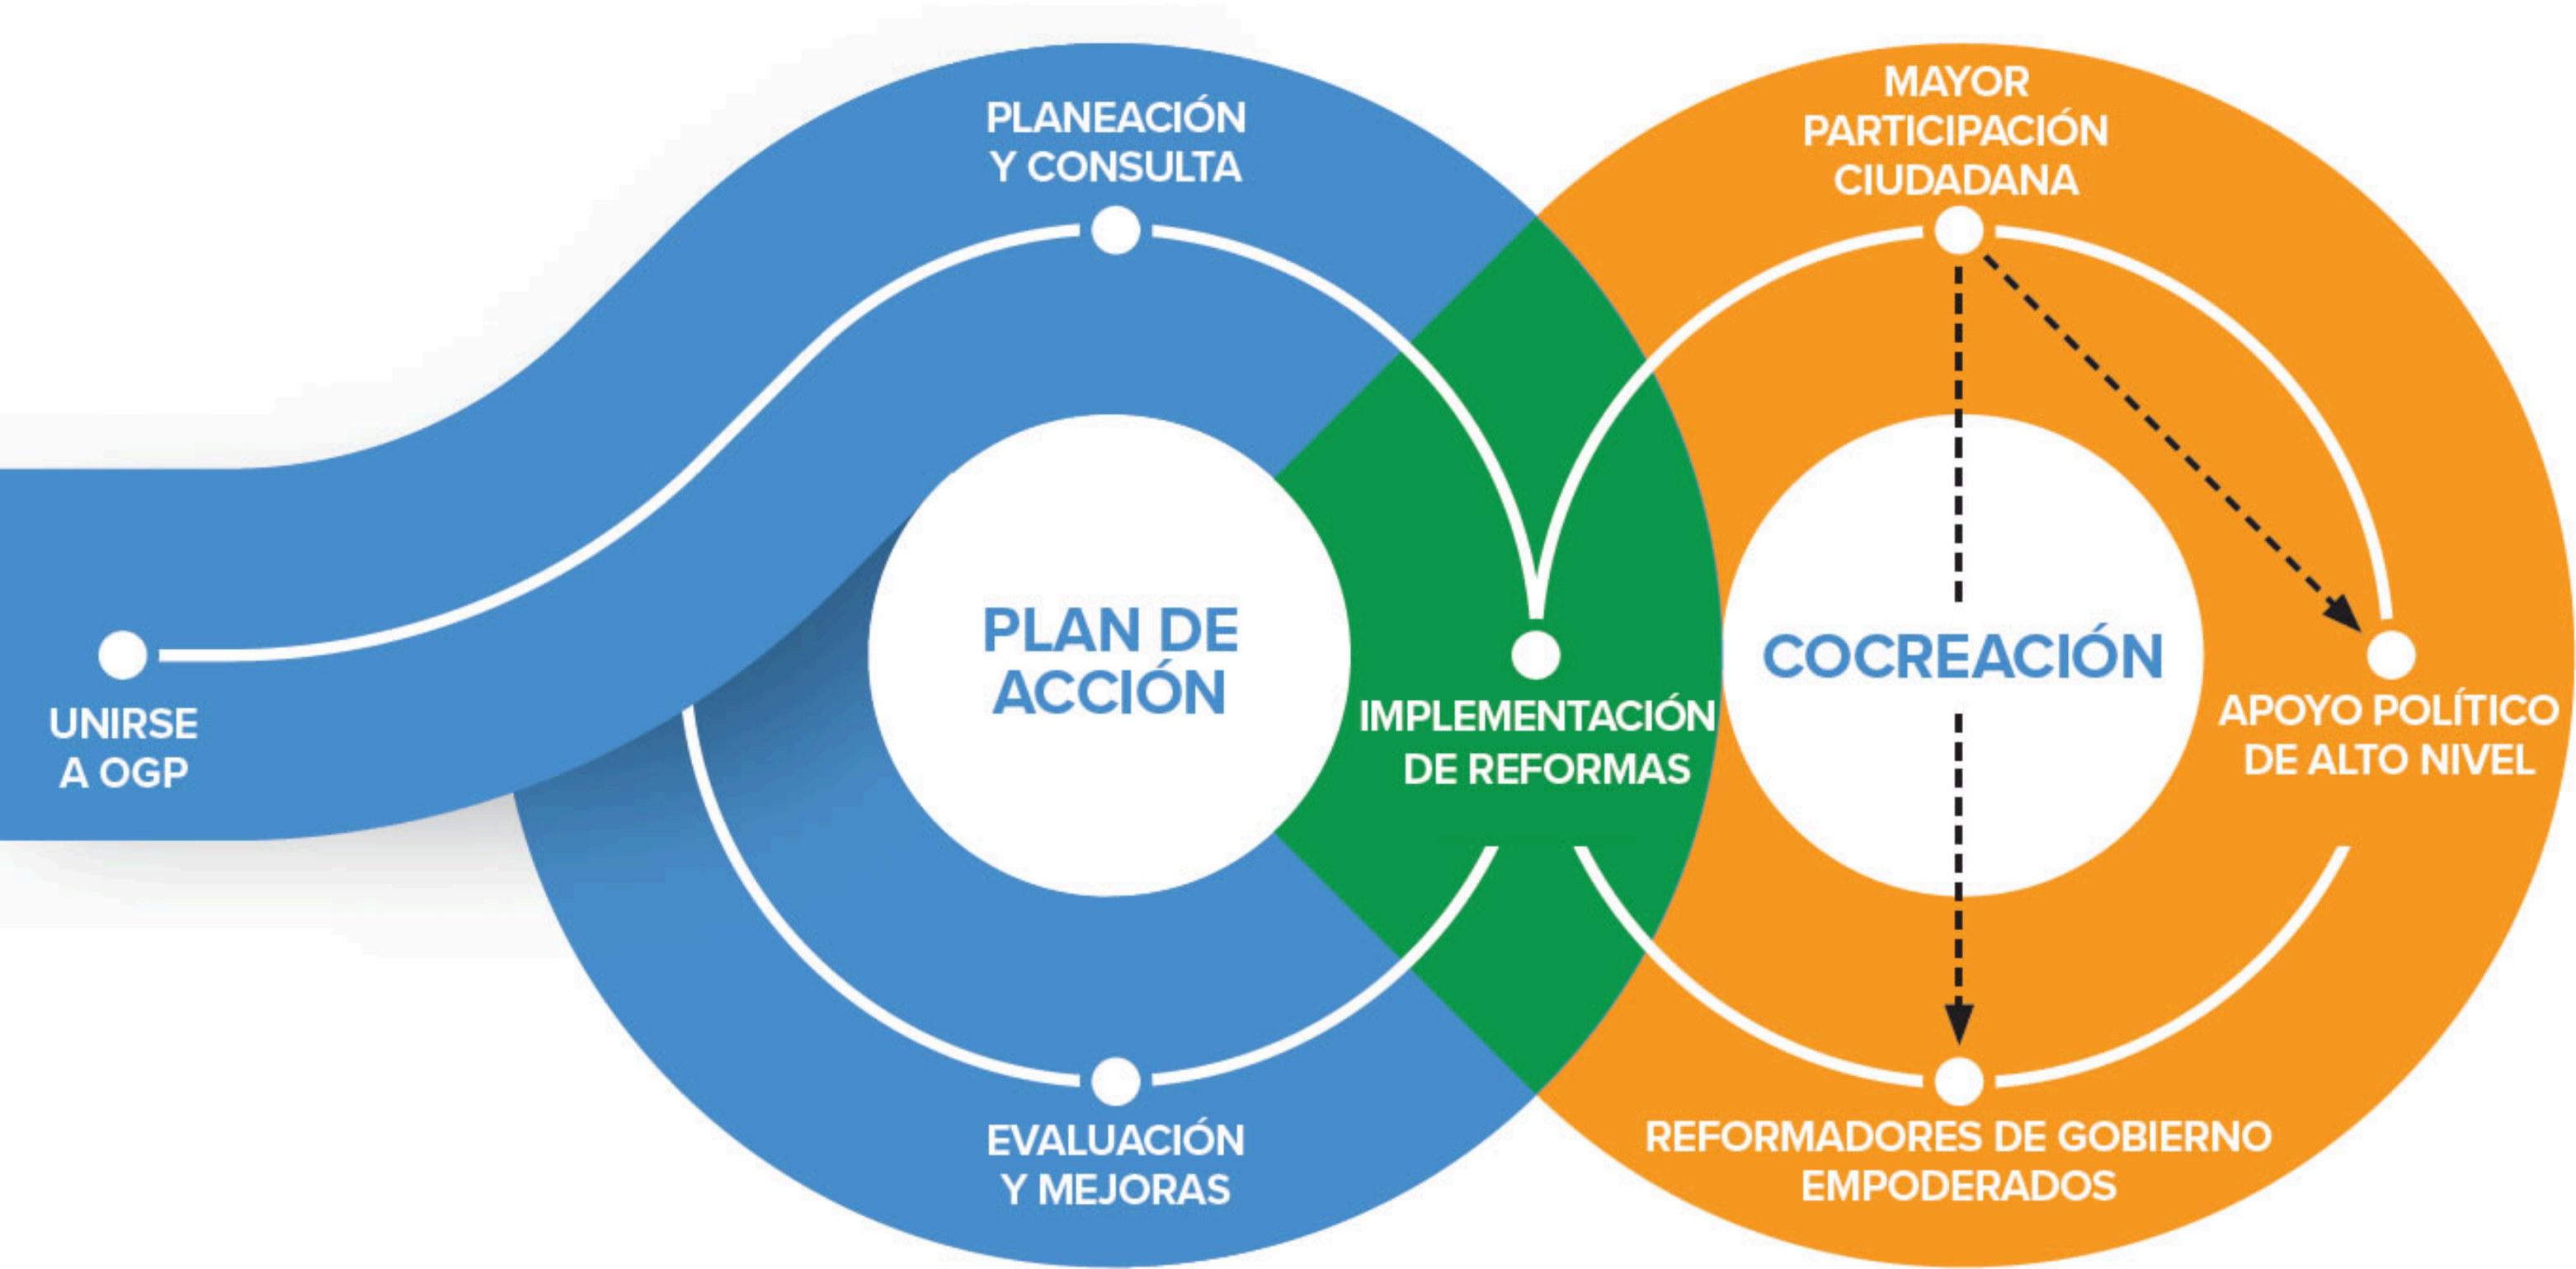 UNIRSE
A OGP
PLANEACIÓN
Y CONSULTA
PLAN DE
ACCIÓN
EVALUACIÓN
Y MEJORAS
IMPLEMENTACIÓN
DE REFORMAS
MAYOR
PARTICIPACIÓN
CIUDADANA
COCREACIÓN
APOYO POLÍTICO
DE ALTO NIVEL
REFORMADORES DE GOBIERNO
EMPODERADOS